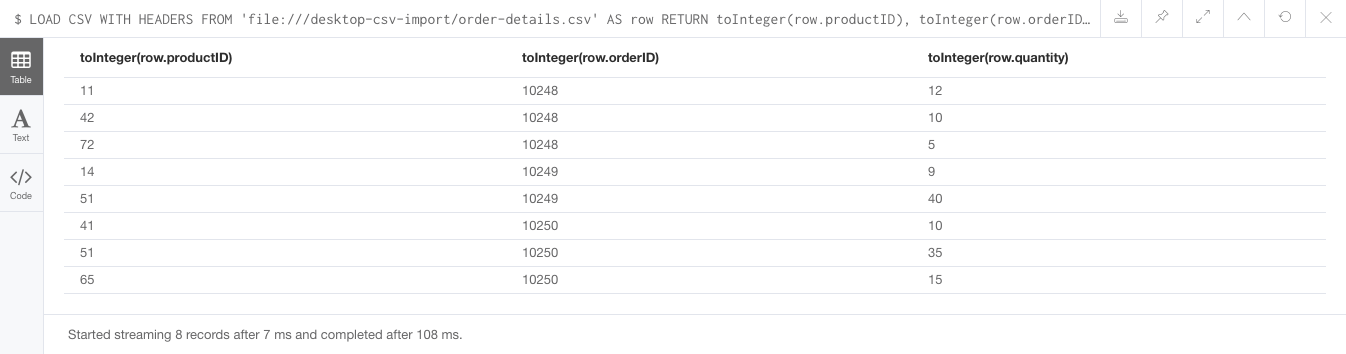 $ LOAD CSV WITH HEADERS FROM 'file:///desktop-csv-import/order-details.csv' AS row RETURN toInteger(row.productID), toInteger(row.orderID…
Table
Text
Code
toInteger(row.productID) toInteger(row.orderID) toInteger(row.quantity)
11 10248 12
42 10248 10
72 10248 5
14 10249 9
51 10249 40
41 10250 10
51 10250 35
65 10250 15
Started streaming 8 records after 7 ms and completed after 108 ms.